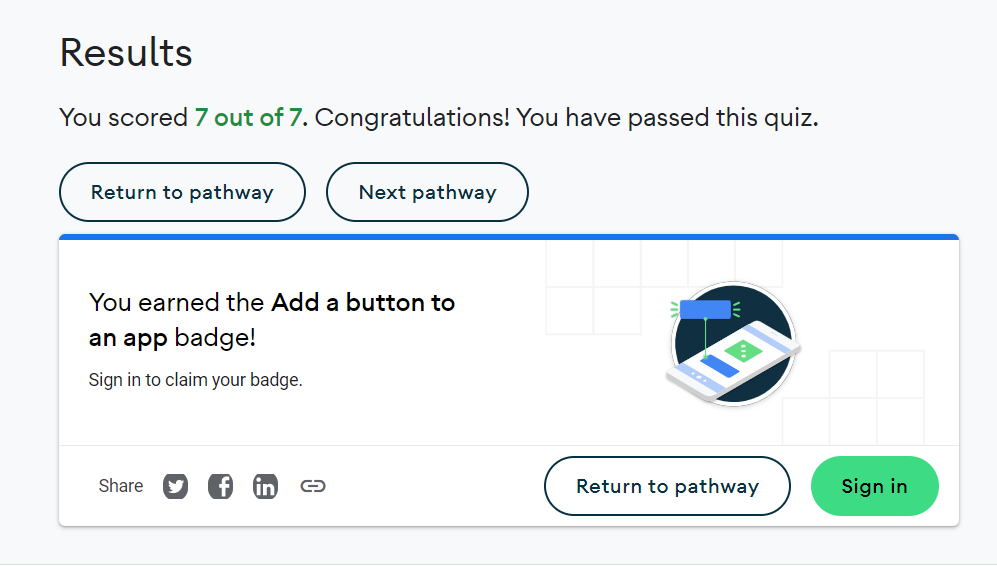 Results
You scored 7 out of 7. Congratulations! You have passed this quiz.
Return to pathway
Next pathway
You earned the Add a button to
an app badge!
Sign in to claim your badge.
Share
Return to pathway
Sign in